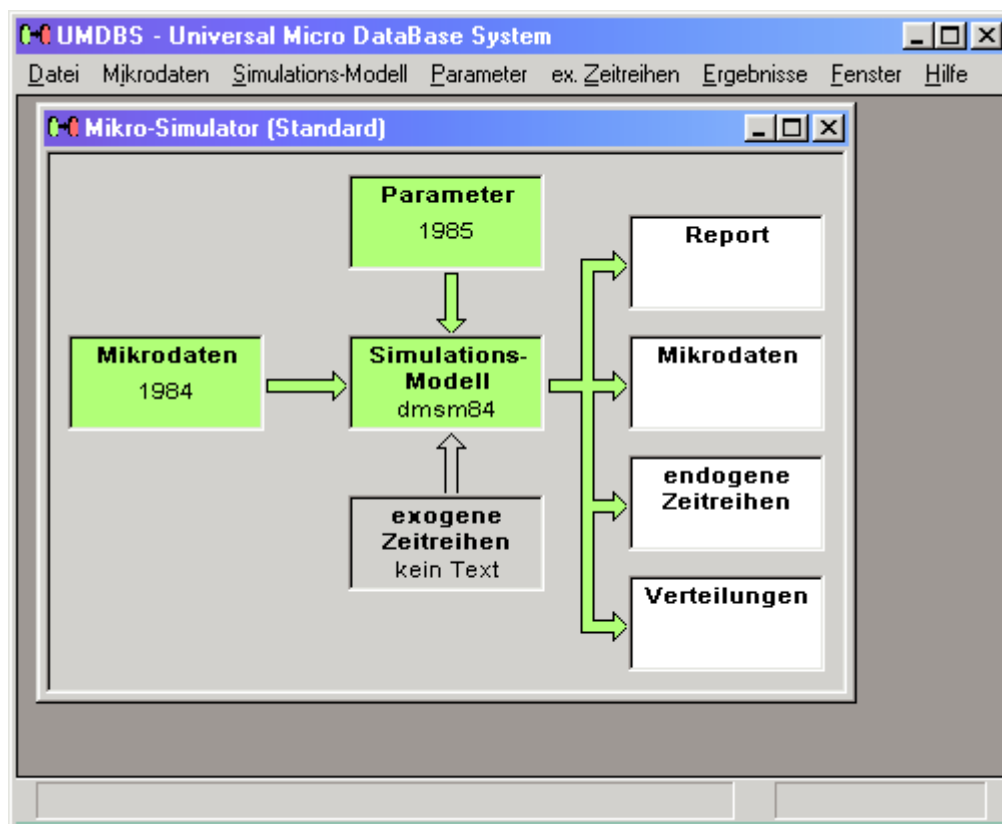 UMDBS - Universal Micro DataBase System
Datei Mikrodaten Simulations-Modell Parameter ex. Zeitreihen Ergebnisse Fenster Hilfe
Mikro-Simulator (Standard)
Parameter
1985
Mikrodaten
1984
Simulations-
Modell
dmsm84
exogene
Zeitreihen
kein Text
Report
Mikrodaten
endogene
Zeitreihen
Verteilungen